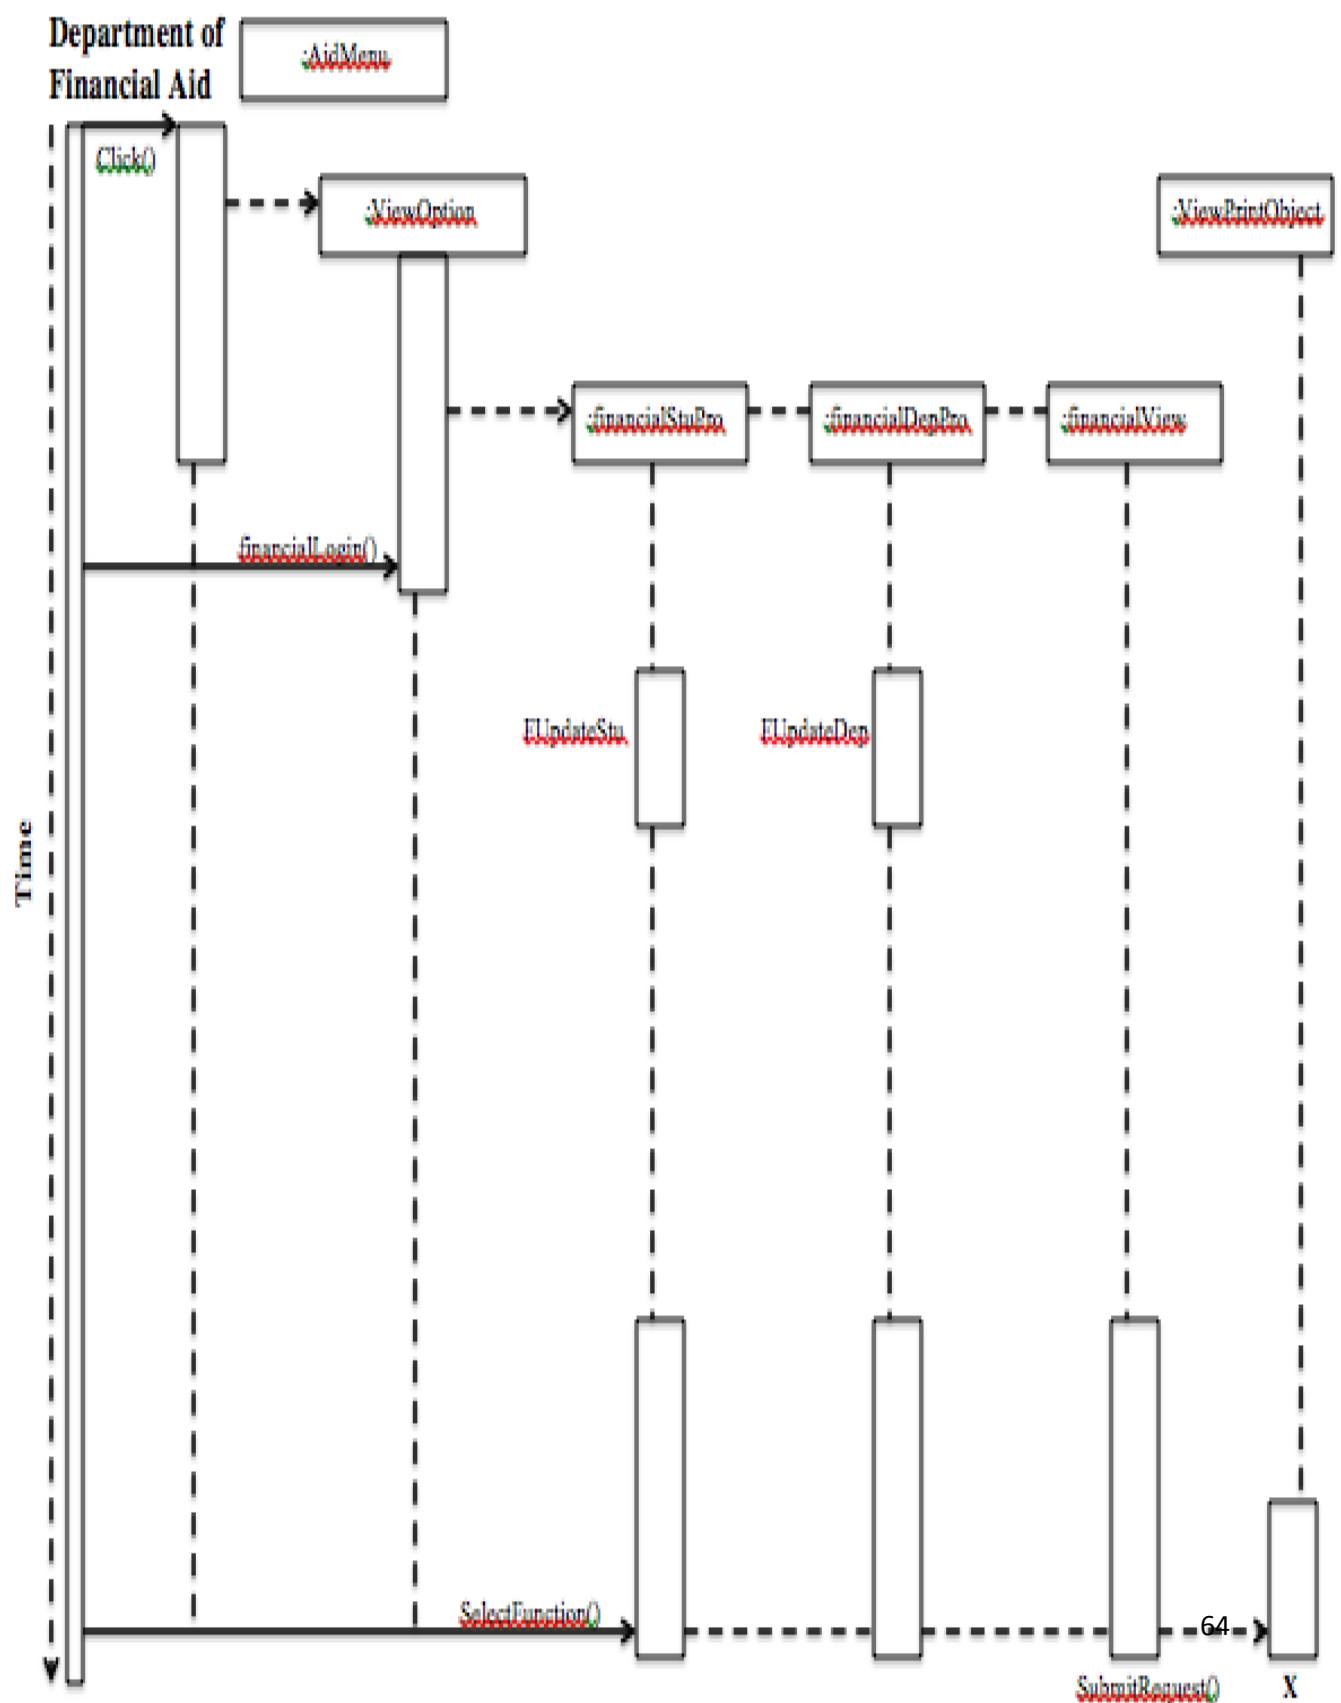 Department of
Financial Aid
:AidMenu
Click()
:ViewOption
:ViewPrintObject
:financialStuPro
:financialDepPro
:financialView
financialLogin()
FUpdateStu
FUpdateDep
Time
SelectFunction()
64
SubmitRequest()
X